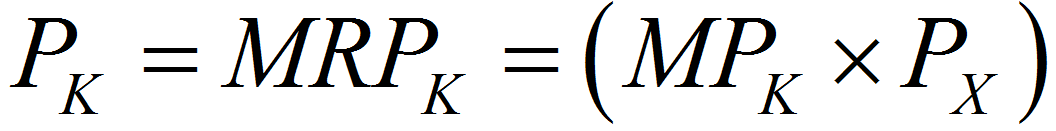 P_K = MRP_K = (MP_K × P_X)